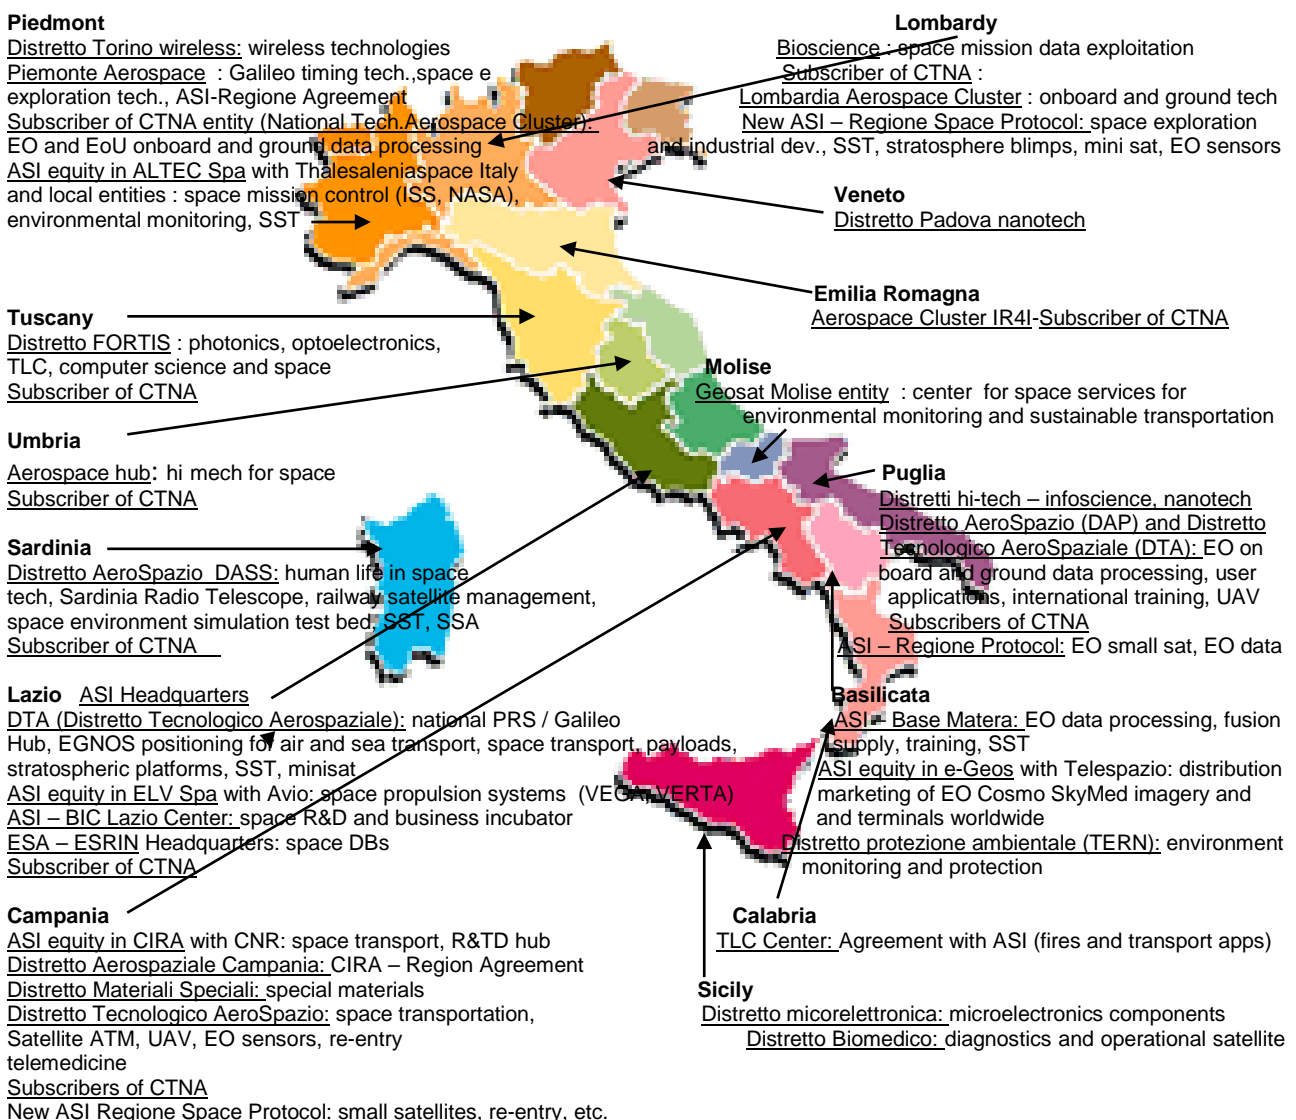 Piedmont
Distretto Torino wireless: wireless technologies
Piemonte Aerospace : Galileo timing tech.,space e
exploration tech., ASI-Regione Agreement
Subscriber of CTNA entity (National Tech.Aerospace Cluster):
EO and EoU onboard and ground data processing
ASI equity in ALTEC Spa with Thalesaleniaspace Italy
and local entities : space mission control (ISS, NASA),
environmental monitoring, SST
Lombardy
Bioscience : space mission data exploitation
Subscriber of CTNA :
Lombardia Aerospace Cluster : onboard and ground tech
New ASI – Regione Space Protocol: space exploration
and industrial dev., SST, stratosphere blimps, mini sat, EO sensors
Veneto
Distretto Padova nanotech
Emilia Romagna
Aerospace Cluster IR4I-Subscriber of CTNA
Tuscany
Distretto FORTIS : photonics, optoelectronics,
TLC, computer science and space
Subscriber of CTNA
Molise
Geosat Molise entity : center for space services for
environmental monitoring and sustainable transportation
Umbria
Aerospace hub: hi mech for space
Subscriber of CTNA
Puglia
Distretti hi-tech – infoscience, nanotech
Distretto AeroSpazio (DAP) and Distretto
Tecnologico AeroSpaziale (DTA): EO on
board and ground data processing, user
applications, international training, UAV
Subscribers of CTNA
ASI – Regione Protocol: EO small sat, EO data
Sardinia
Distretto AeroSpazio DASS: human life in space
tech, Sardinia Radio Telescope, railway satellite management,
space environment simulation test bed, SST, SSA
Subscriber of CTNA
Lazio ASI Headquarters
DTA (Distretto Tecnologico Aerospaziale): national PRS / Galileo
Hub, EGNOS positioning for air and sea transport, space transport, payloads,
stratospheric platforms, SST, minisat
ASI equity in ELV Spa with Avio: space propulsion systems (VEGA, VERTA)
ASI – BIC Lazio Center: space R&D and business incubator
ESA – ESRIN Headquarters: space DBs
Subscriber of CTNA
Basilicata
ASI – Base Matera: EO data processing, fusion
supply, training, SST
ASI equity in e-Geos with Telespazio: distribution
marketing of EO Cosmo SkyMed imagery and
and terminals worldwide
Distretto protezione ambientale (TERN): environment
monitoring and protection
Campania
ASI equity in CIRA with CNR: space transport, R&TD hub
Distretto Aerospaziale Campania: CIRA – Region Agreement
Distretto Materiali Speciali: special materials
Distretto Tecnologico AeroSpazio: space transportation,
Satellite ATM, UAV, EO sensors, re-entry
telemedicine
Subscribers of CTNA
New ASI Regione Space Protocol: small satellites, re-entry, etc.
Calabria
TLC Center: Agreement with ASI (fires and transport apps)
Sicily
Distretto micorelettronica: microelectronics components
Distretto Biomedico: diagnostics and operational satellite